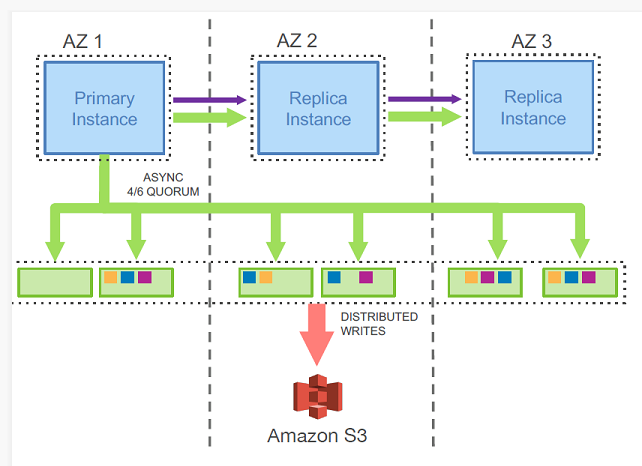 AZ 1
AZ 2
AZ 3
Primary
Instance
Replica
Instance
Replica
Instance
ASYNC
4/6 QUORUM
DISTRIBUTED
WRITES
Amazon S3